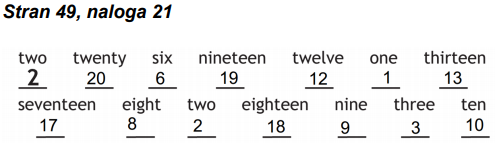 Stran 49, naloga 21
two twenty six nineteen twelve one thirteen
2 20 6 19 12 1 13
seventeen eight two eighteen nine three ten
17 8 2 18 9 3 10